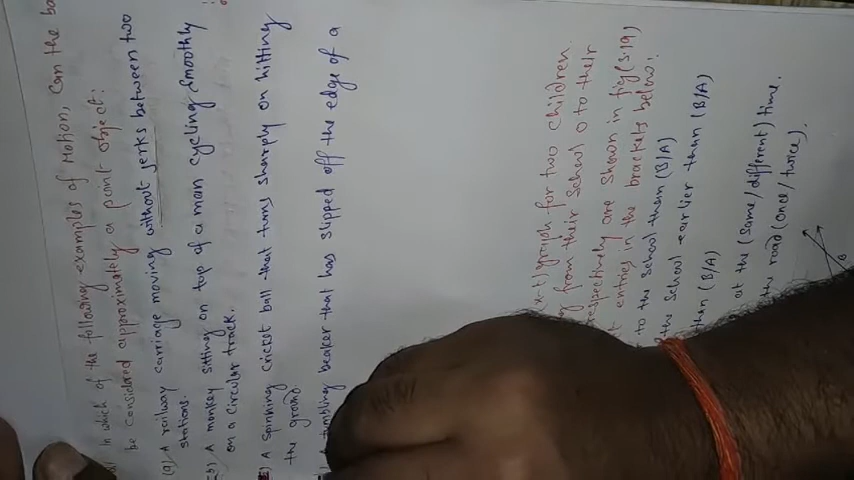 In which of the following examples of Motion, Can the bo
be considered approximately a point object:
(a) A railway carriage moving without jerks between two
stations.
(b) A monkey sitting on top of a man cycling Smoothly
on a Circular track.
A spinning cricket ball that turns sharply on hitting
the ground.
A tumbling beaker that has slipped off the edge of a
(x-t) graph for two children
from their School O to their
respectively are shown in fig (3.19)
entries in the brackets below:
to the school than (B/A)
the School earlier than (B/A)
than (B/A)
at the (same/different) time.
the road (once/twice).
B